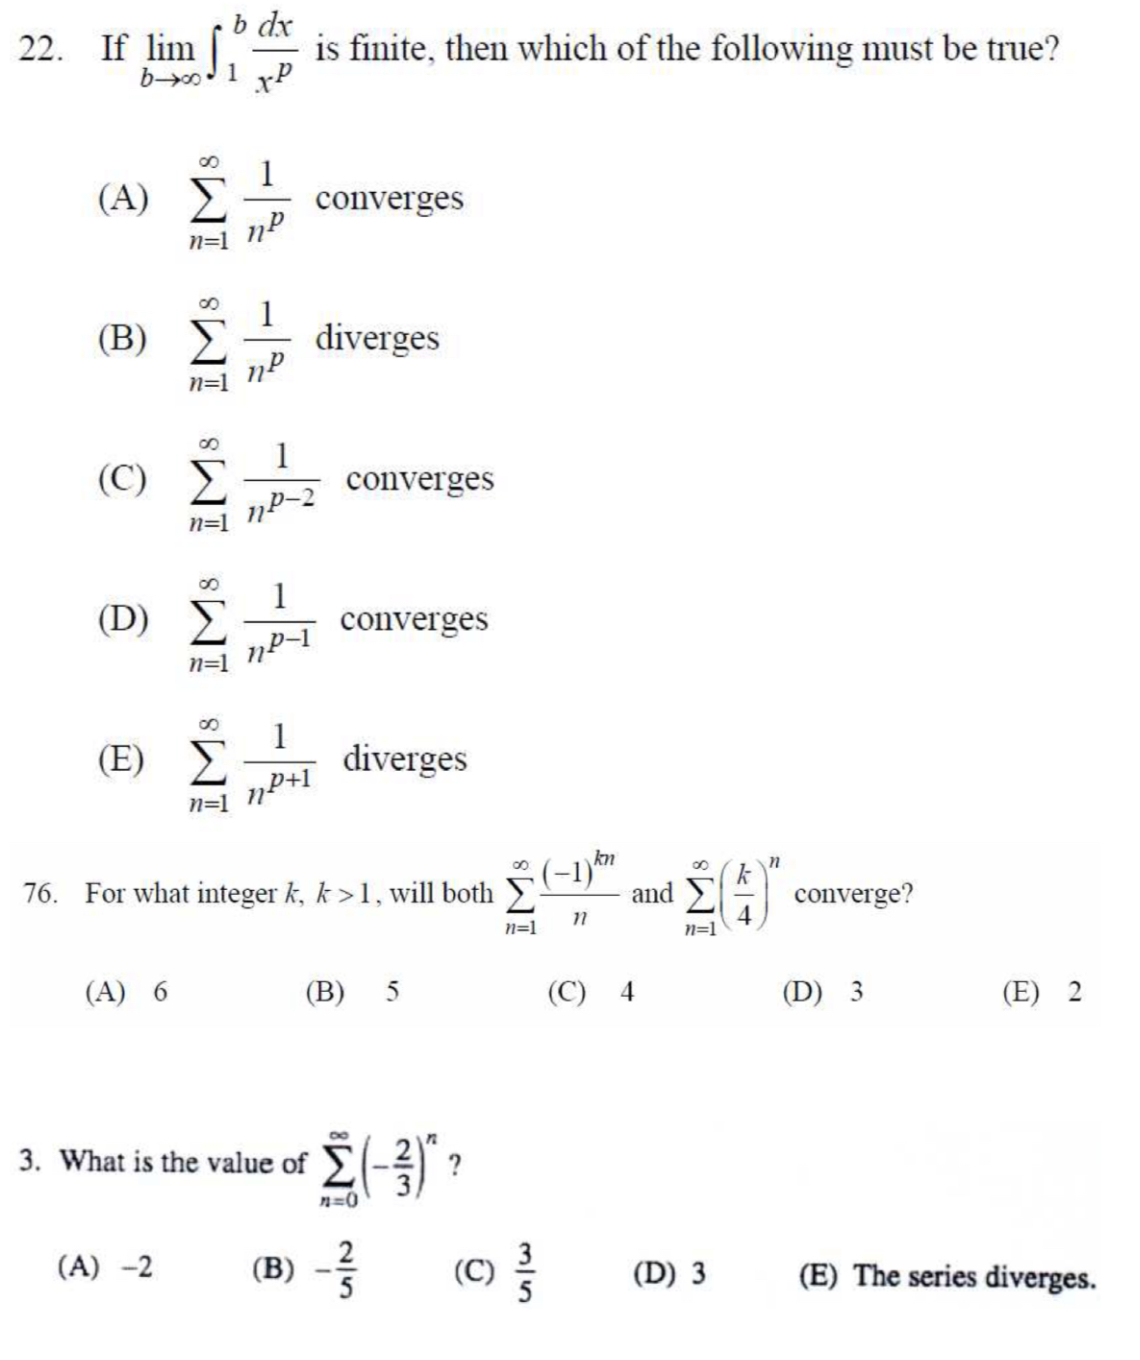 22. If $\lim_{b\to\infty} \int_1^b \frac{dx}{x^p}$ is finite, then which of the following must be true?
(A) $\sum_{n=1}^{\infty} \frac{1}{n^p}$ converges
(B) $\sum_{n=1}^{\infty} \frac{1}{n^p}$ diverges
(C) $\sum_{n=1}^{\infty} \frac{1}{n^{p-2}}$ converges
(D) $\sum_{n=1}^{\infty} \frac{1}{n^{p-1}}$ converges
(E) $\sum_{n=1}^{\infty} \frac{1}{n^{p+1}}$ diverges
76. For what integer $k$, $k > 1$, will both $\sum_{n=1}^{\infty} \frac{(-1)^{kn}}{n}$ and $\sum_{n=1}^{\infty} \left(\frac{k}{4}\right)^n$ converge?
(A) 6 (B) 5 (C) 4 (D) 3 (E) 2
3. What is the value of $\sum_{n=0}^{\infty} \left(-\frac{2}{3}\right)^n$ ?
(A) −2 (B) $-\frac{2}{5}$ (C) $\frac{3}{5}$ (D) 3 (E) The series diverges.